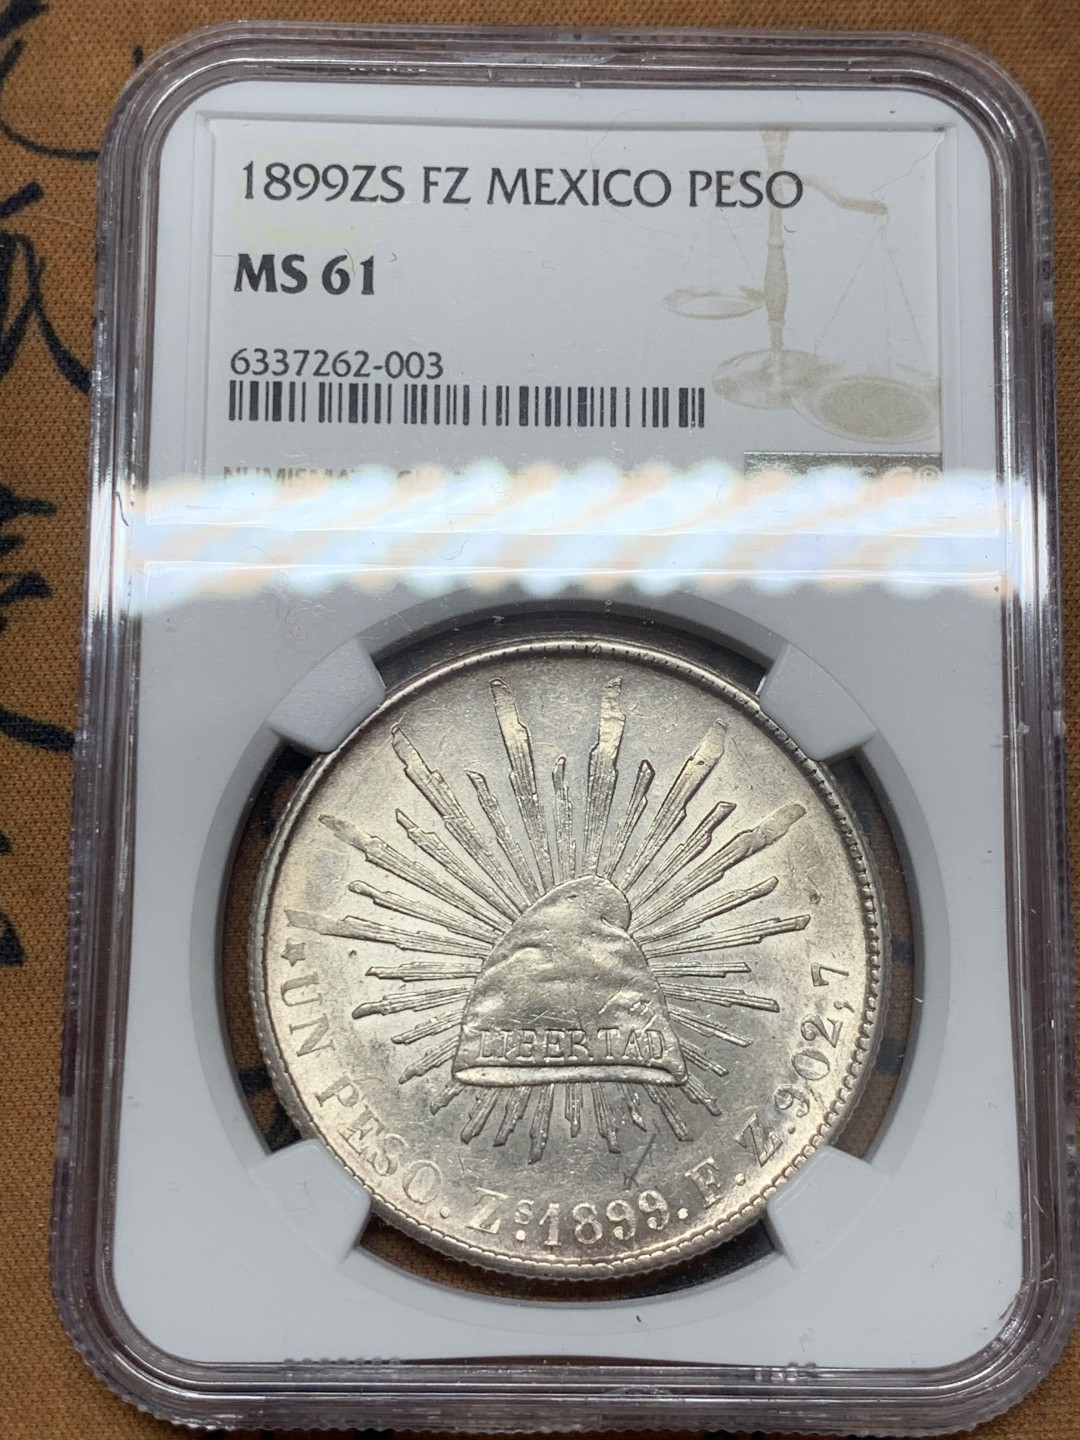 1899ZS FZ MEXICO PESO
MS 61
6337262-003
LIBERTAD
UN PESO. Zs. 1899. F. Z. 902,7